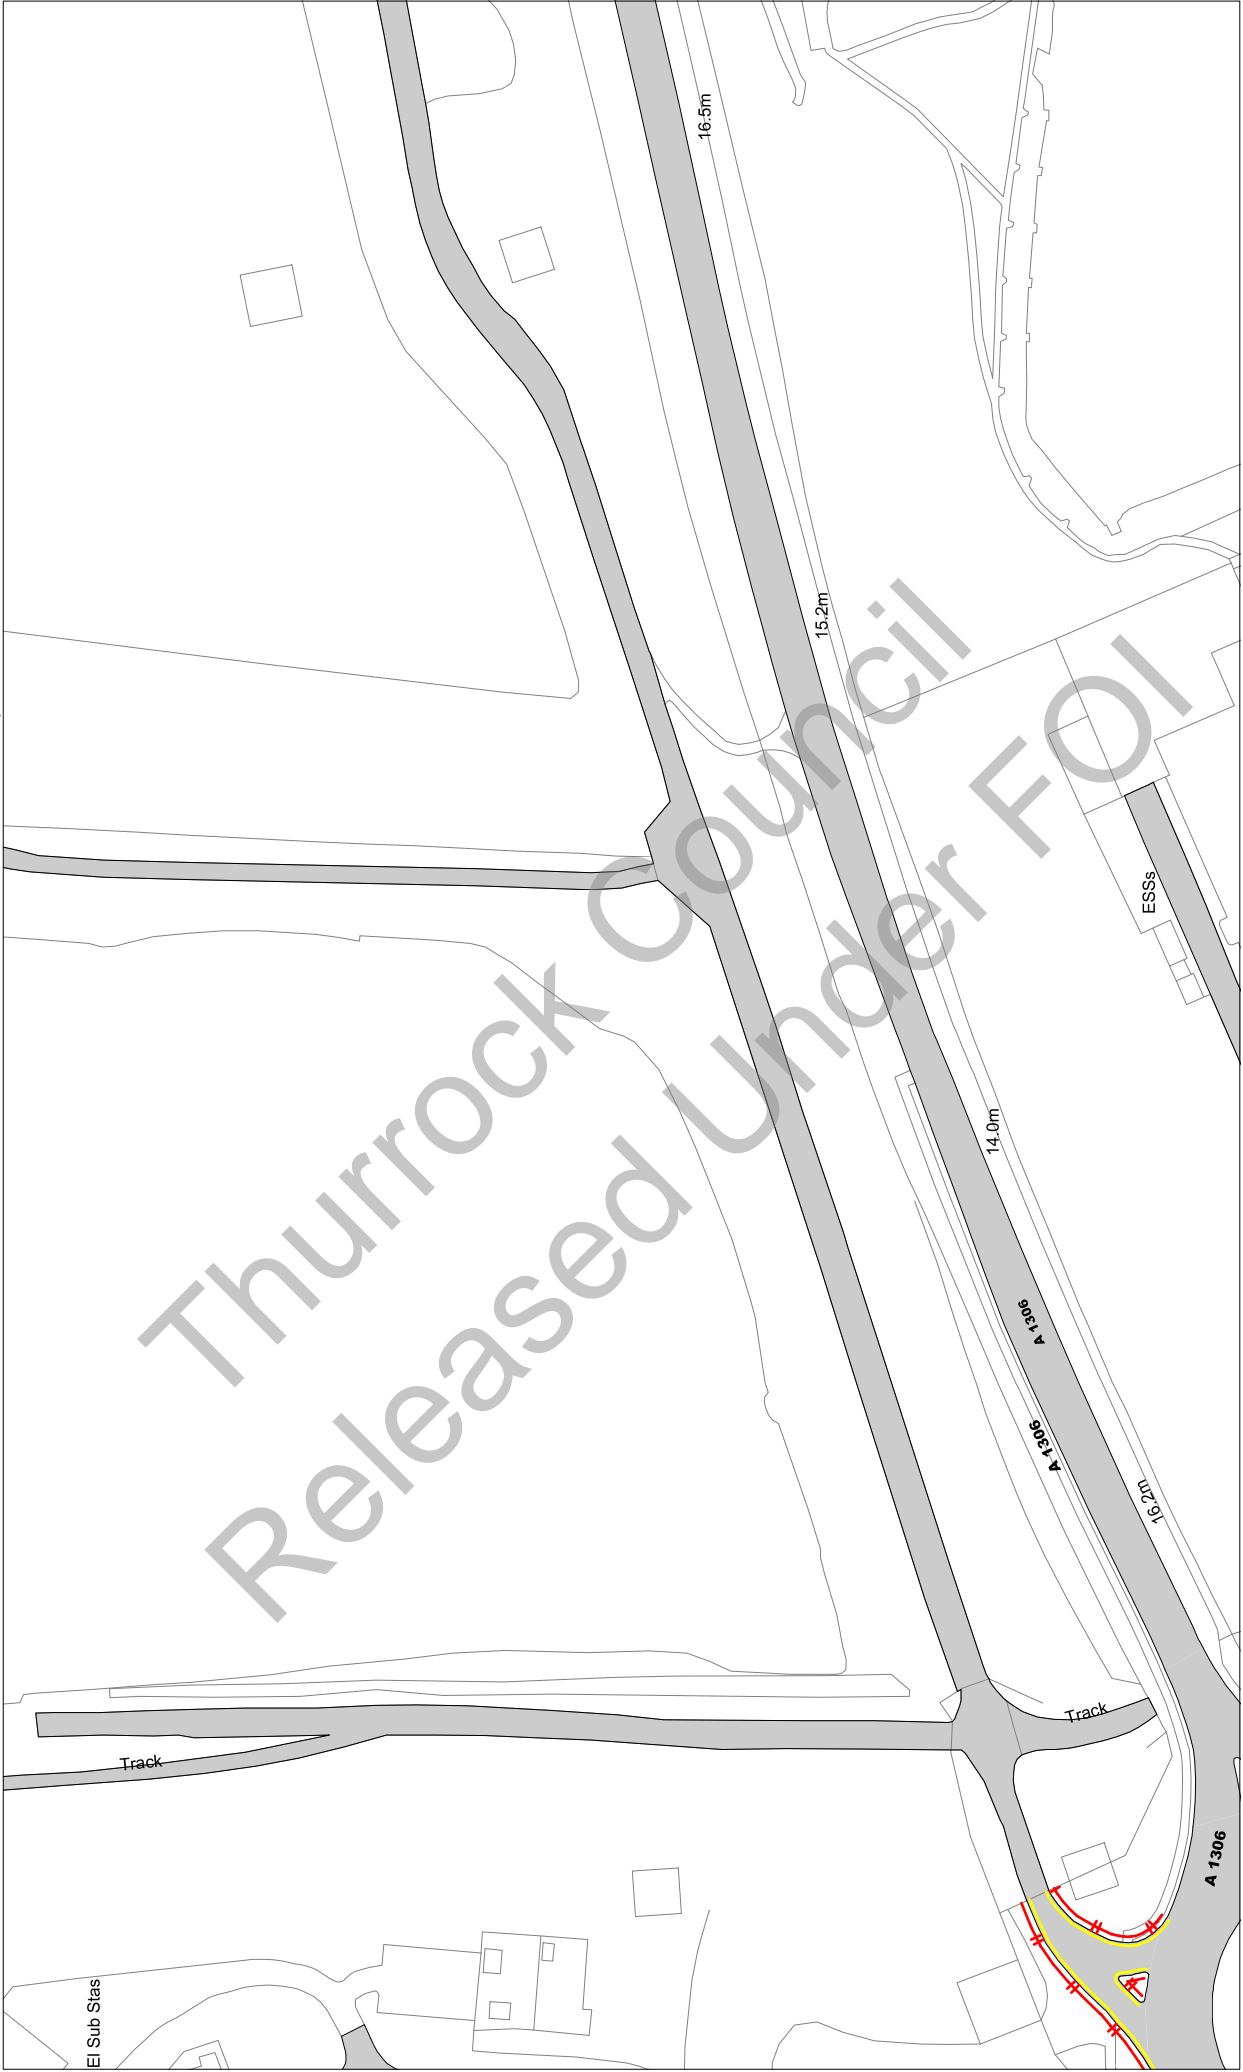 16.5m
15.2m
ESSs
14.0m
A 1306
A 1306
16.2m
Track
Track
A 1306
El Sub Stas
Thurrock Council
Released Under FOI